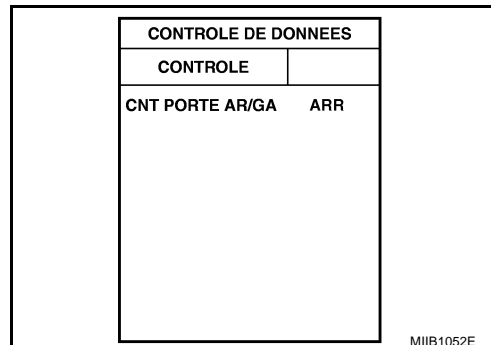 CONTROLE DE DONNEES
CONTROLE
CNT PORTE AR/GA ARR
MIIB1052E